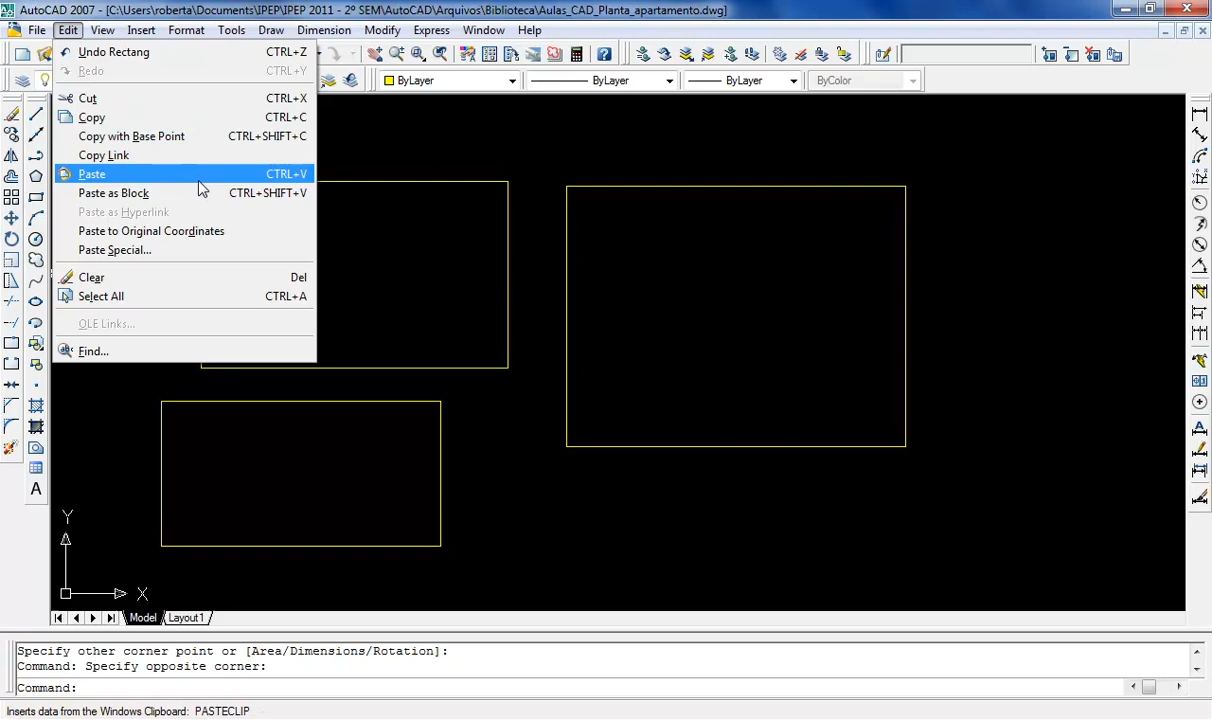 AutoCAD 2007 - [C:\Users\roberta\Documents\IPEP\IPEP 2011 - 2º SEM\AutoCAD\Arquivos\Biblioteca\Aulas_CAD_Planta_apartamento.dwg]
File Edit View Insert Format Tools Draw Dimension Modify Express Window Help
Undo Rectang CTRL+Z
Redo CTRL+Y
ByLayer ByLayer ByLayer ByColor
Cut CTRL+X
Copy CTRL+C
Copy with Base Point CTRL+SHIFT+C
Copy Link
Paste CTRL+V
Paste as Block CTRL+SHIFT+V
Paste as Hyperlink
Paste to Original Coordinates
Paste Special...
Clear Del
Select All CTRL+A
OLE Links...
Find...
A
Y
X
Model Layout1
Specify other corner point or [Area/Dimensions/Rotation]:
Command: Specify opposite corner:
Command:
Inserts data from the Windows Clipboard: PASTECLIP